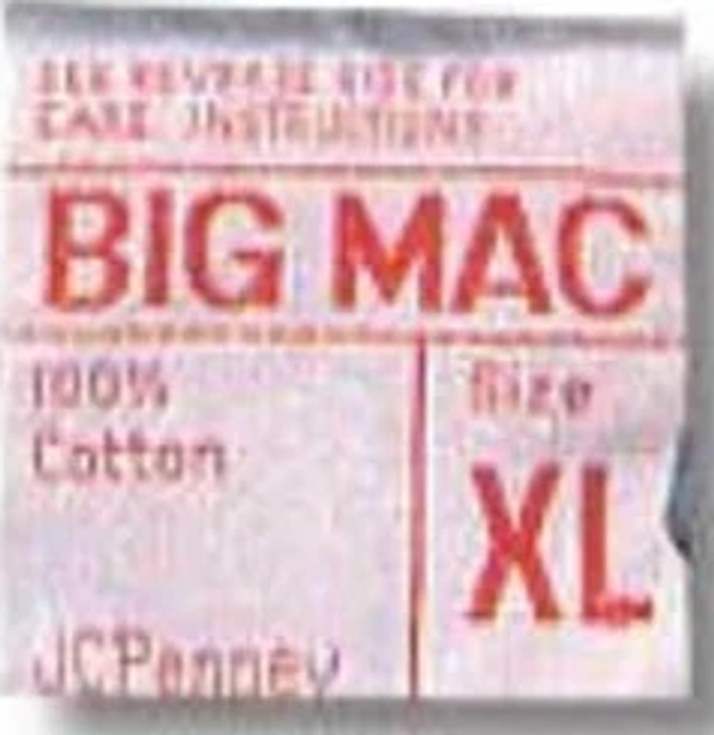 SEE REVERSE SIDE FOR
CARE INSTRUCTIONS
BIG MAC
100%
Cotton
Size
XL
JCPenney